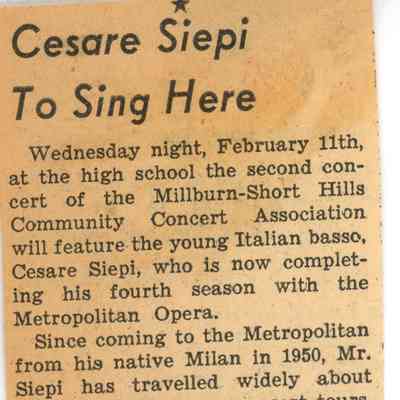 Cesare Siepi
To Sing Here
Wednesday night, February 11th,
at the high school the second con-
cert of the Millburn-Short Hills
Community Concert Association
will feature the young Italian basso,
Cesare Siepi, who is now complet-
ing his fourth season with the
Metropolitan Opera.
Since coming to the Metropolitan
from his native Milan in 1950, Mr.
Siepi has travelled widely about
tours